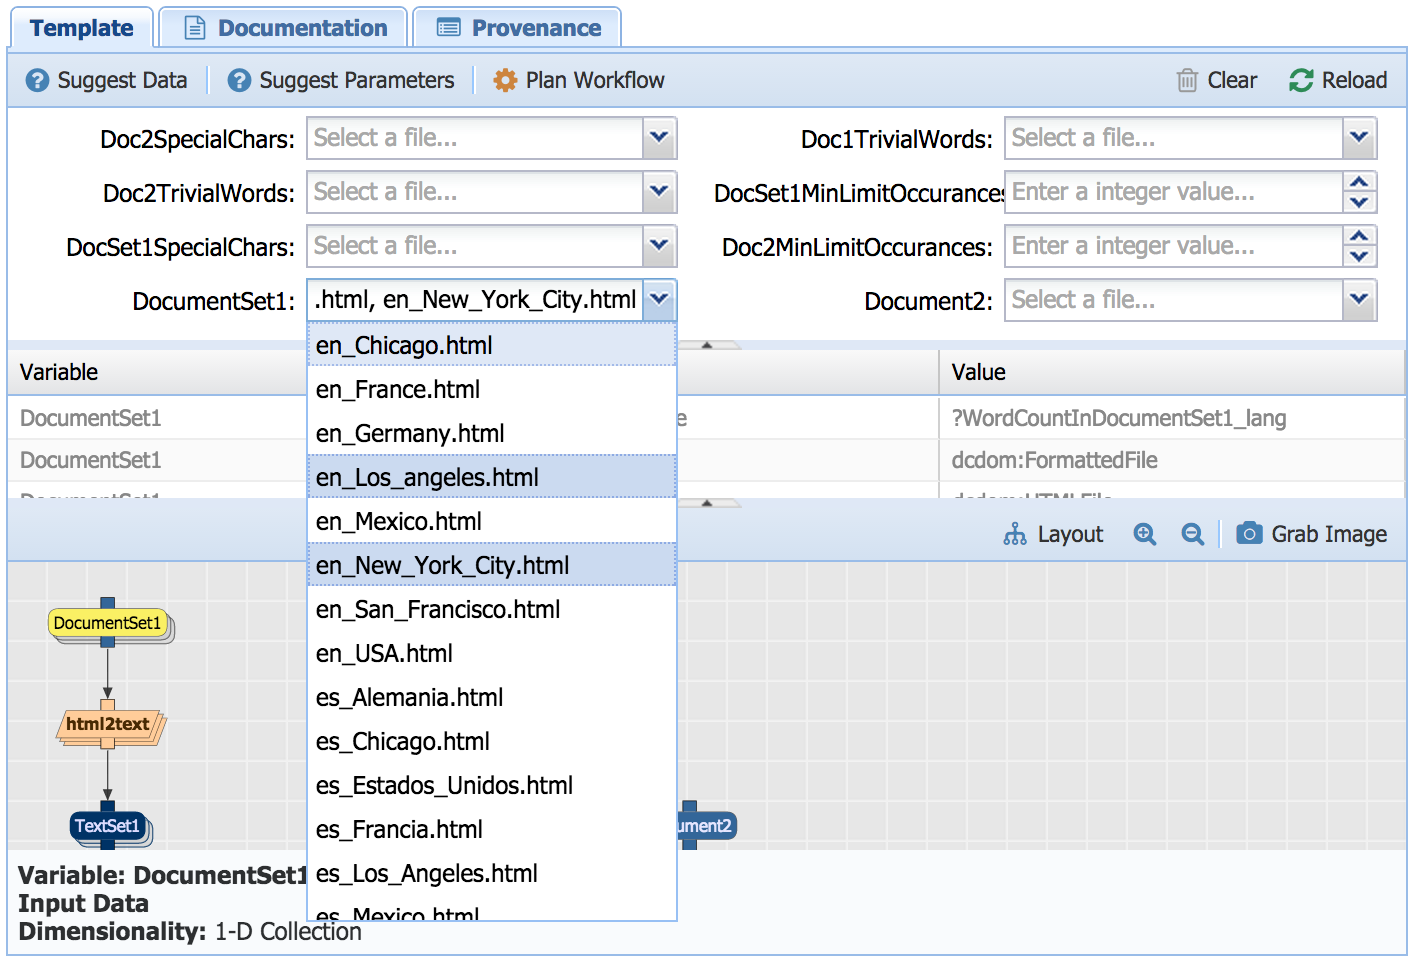 Template Documentation Provenance
Suggest Data Suggest Parameters Plan Workflow Clear Reload
Doc2SpecialChars: Select a file... Doc1TrivialWords: Select a file...
Doc2TrivialWords: Select a file... DocSet1MinLimitOccurances Enter a integer value...
DocSet1SpecialChars: Select a file... Doc2MinLimitOccurances: Enter a integer value...
DocumentSet1: .html, en_New_York_City.html Document2: Select a file...
en_Chicago.html
en_France.html
en_Germany.html
en_Los_angeles.html
en_Mexico.html
en_New_York_City.html
en_San_Francisco.html
en_USA.html
es_Alemania.html
es_Chicago.html
es_Estados_Unidos.html
es_Francia.html
es_Los_Angeles.html
es_Mexico.html
Variable Value
DocumentSet1 e ?WordCountInDocumentSet1_lang
DocumentSet1 dcdom:FormattedFile
DocumentSet1 dcdom:HTMLFile
Layout Grab Image
DocumentSet1
html2text
TextSet1 ument2
Variable: DocumentSet1
Input Data
Dimensionality: 1-D Collection